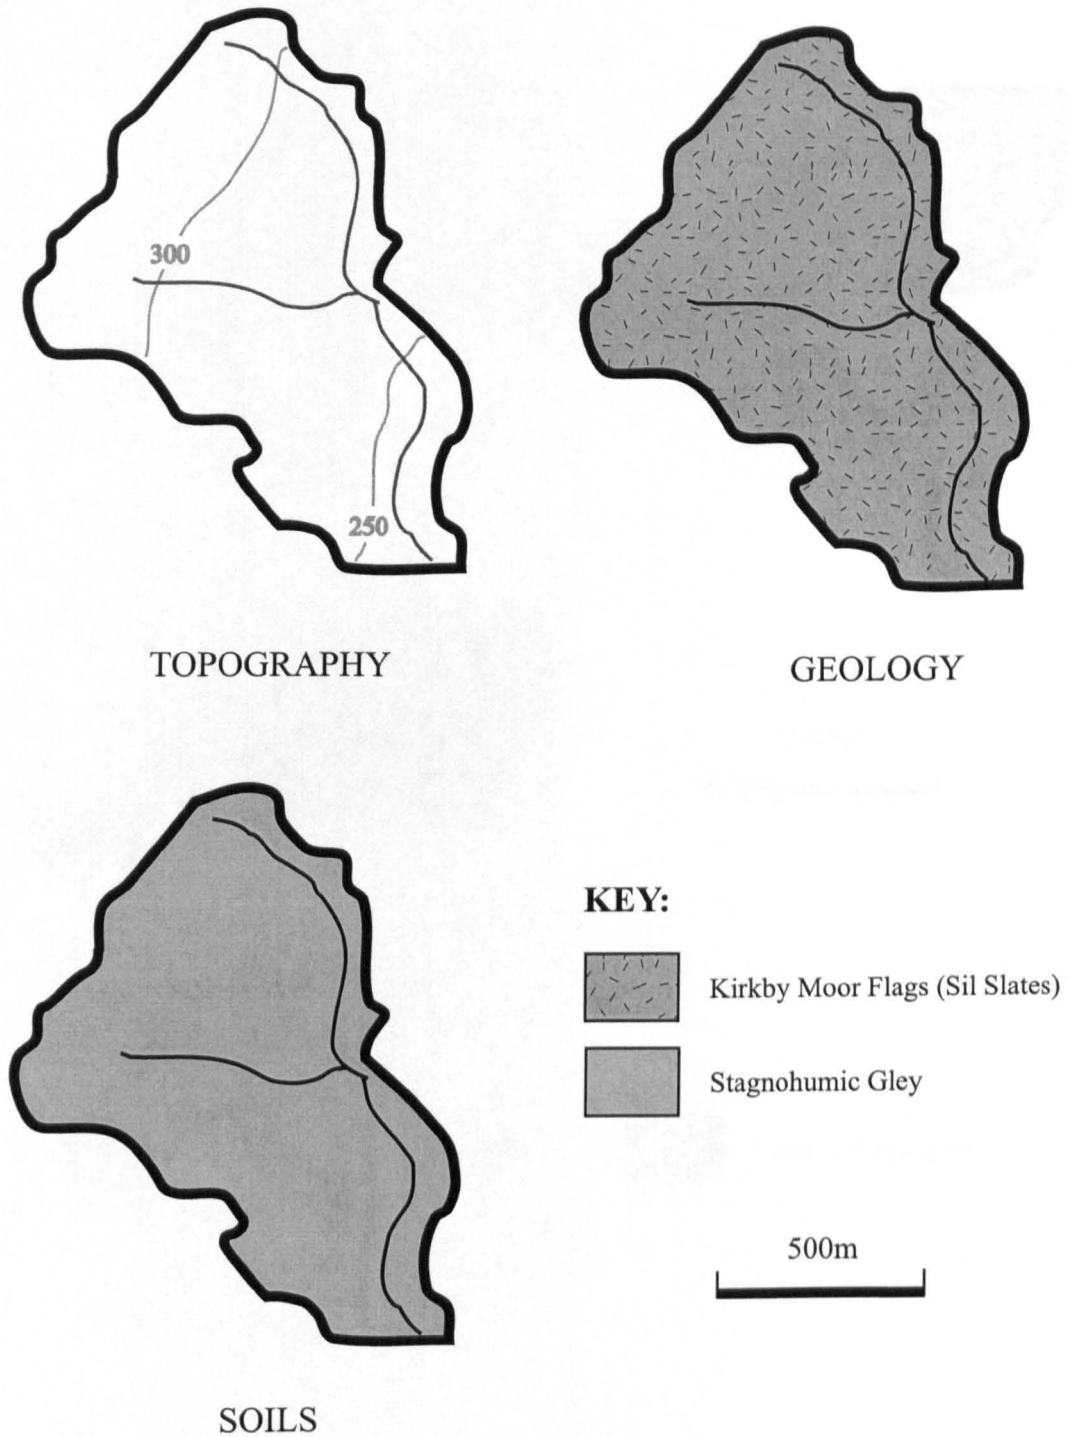 300
250
TOPOGRAPHY
GEOLOGY
KEY:
Kirkby Moor Flags (Sil Slates)
Stagnohumic Gley
500m
SOILS